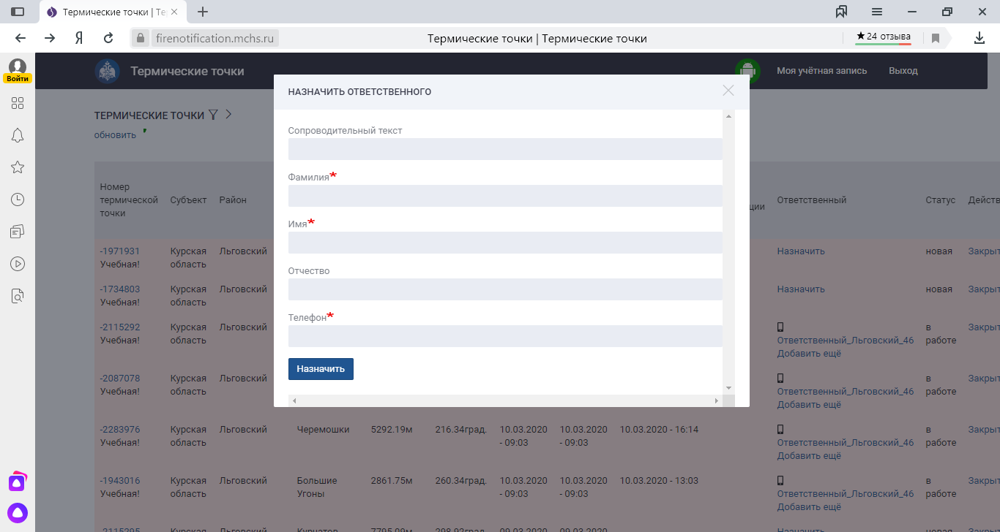 Термические точки | Те
firenotification.mchs.ru
Термические точки | Термические точки
★24 отзыва
Войти
Термические точки
Моя учётная запись
Выход
НАЗНАЧИТЬ ОТВЕТСТВЕННОГО
ТЕРМИЧЕСКИЕ ТОЧКИ
обновить
Сопроводительный текст
Фамилия*
Имя*
Отчество
Телефон*
Назначить
Номер термической точки Субъект Район ции Ответственный Статус Действ
-1971931 Курская Льговский Назначить новая Закрыт
Учебная! область
-1734803 Курская Льговский Назначить новая Закрыт
Учебная! область
-2115292 Курская Льговский в Закрыт
Учебная! область Ответственный_Льговский_46 работе
Добавить ещё
-2087078 Курская Льговский в Закрыт
Учебная! область Ответственный_Льговский_46 работе
Добавить ещё
-2283976 Курская Льговский Черемошки 5292.19м 216.34град. 10.03.2020 10.03.2020 10.03.2020 - 16:14 в Закрыт
Учебная! область - 09:03 - 09:03 Ответственный_Льговский_46 работе
Добавить ещё
-1943016 Курская Льговский Большие 2861.75м 260.34град. 10.03.2020 10.03.2020 10.03.2020 - 13:03 в Закрыт
Учебная! область Угоны - 09:03 - 09:03 Ответственный_Льговский_46 работе
Добавить ещё
-2115295 Курская Льговский Курчатов 7795.09м 298.92град. 09.03.2020 09.03.2020 Назначить новая Закрыт